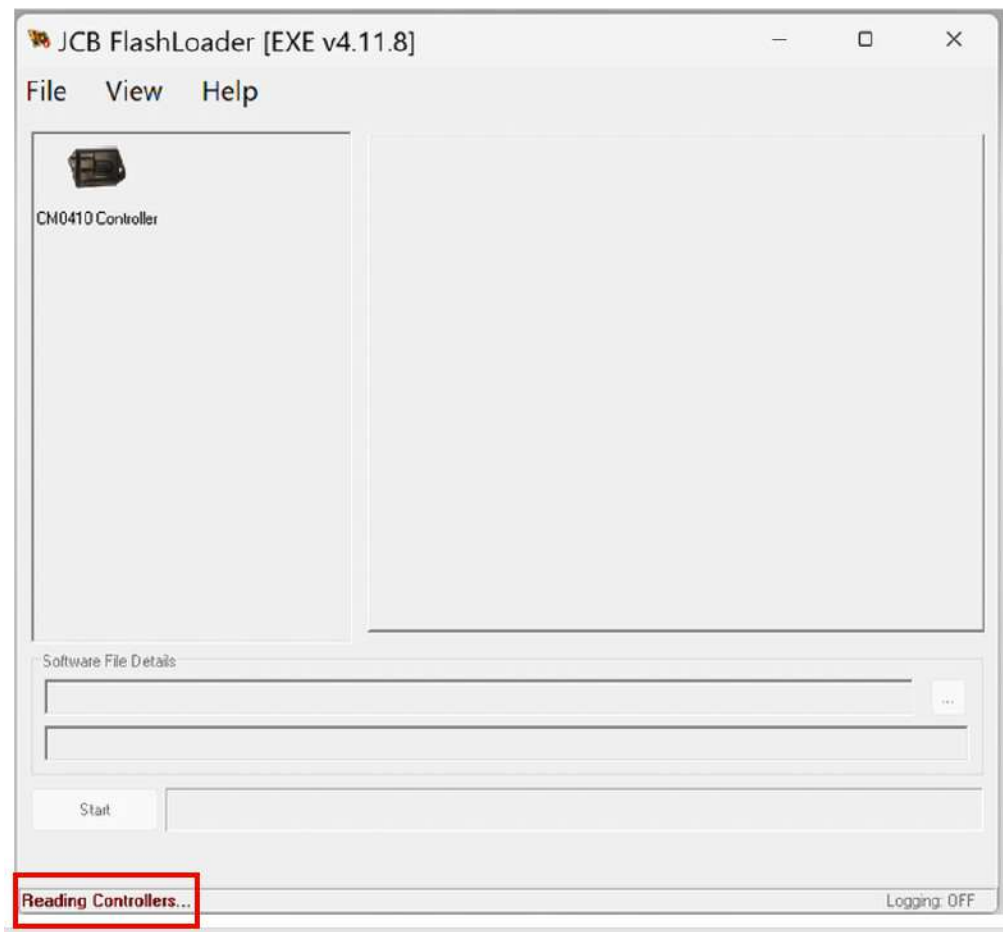 JCB FlashLoader [EXE v4.11.8]
File View Help
CM0410 Controller
Software File Details
...
Start
Reading Controllers...
Logging: OFF